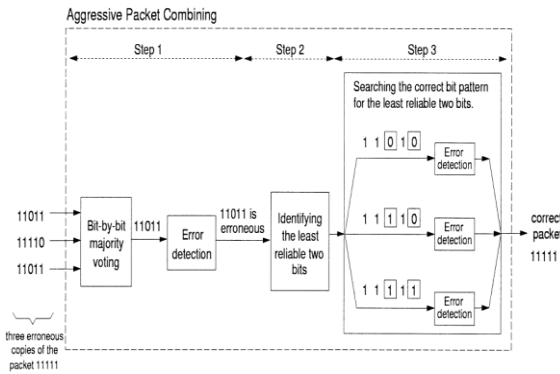 Aggressive Packet Combining
Step 1
Step 2
Step 3
Searching the correct bit pattern
for the least reliable two bits.
11011
11110
11011
Bit-by-bit
majority
voting
11011
Error
detection
11011 is
erroneous
Identifying
the least
reliable two
bits
1 1 0 1 0
Error
detection
1 1 1 1 0
Error
detection
1 1 1 1 1
Error
detection
correct
packet
11111
three erroneous
copies of the
packet 11111